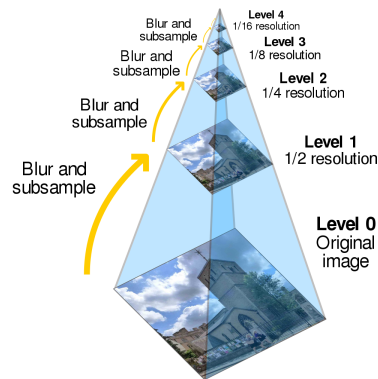 Blur and
subsample
Level 4
1/16 resolution
Level 3
1/8 resolution
Blur and
subsample
Level 2
1/4 resolution
Blur and
subsample
Level 1
1/2 resolution
Blur and
subsample
Level 0
Original
image